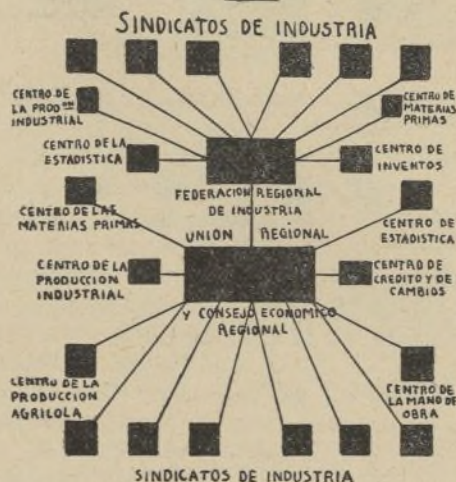 SINDICATOS DE INDUSTRIA
CENTRO DE
LA PROD.ON
INDUSTRIAL
CENTRO DE
MATERIAS
PRIMAS
CENTRO DE LA
ESTADISTICA
CENTRO DE
INVENTOS
FEDERACION REGIONAL
DE INDUSTRIA
CENTRO DE LAS
MATERIAS PRIMAS
UNION REGIONAL
CENTRO DE
ESTADISTICA
CENTRO DE LA
PRODUCCION
INDUSTRIAL
CENTRO DE
CREDITO Y DE
CAMBIOS
Y CONSEJO ECONOMICO
REGIONAL
CENTRO DE LA
PRODUCCION
AGRICOLA
CENTRO DE
LA MANO DE
OBRA
SINDICATOS DE INDUSTRIA